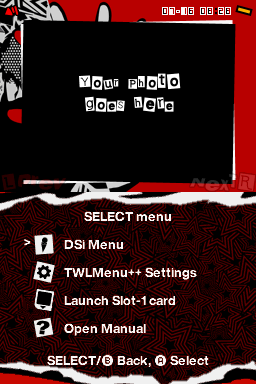 07-16 08 28
Your Photo
goes here
NextR
SELECT menu
> DSi Menu
TWLMenu++ Settings
Launch Slot-1 card
? Open Manual
SELECT/B Back, A Select